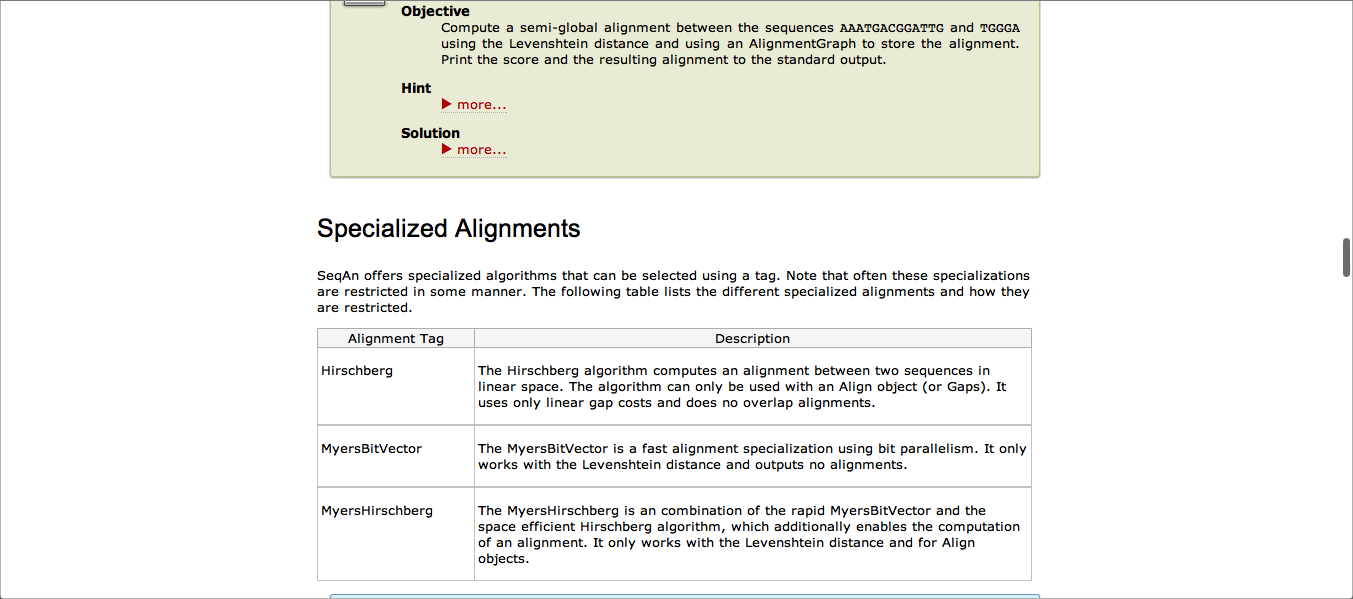 Objective
Compute a semi-global alignment between the sequences AAATGACGGATTG and TGGGA
using the Levenshtein distance and using an AlignmentGraph to store the alignment.
Print the score and the resulting alignment to the standard output.
Hint
more...
Solution
more...
Specialized Alignments
SeqAn offers specialized algorithms that can be selected using a tag. Note that often these specializations
are restricted in some manner. The following table lists the different specialized alignments and how they
are restricted.
Alignment Tag Description
Hirschberg The Hirschberg algorithm computes an alignment between two sequences in
linear space. The algorithm can only be used with an Align object (or Gaps). It
uses only linear gap costs and does no overlap alignments.
MyersBitVector The MyersBitVector is a fast alignment specialization using bit parallelism. It only
works with the Levenshtein distance and outputs no alignments.
MyersHirschberg The MyersHirschberg is an combination of the rapid MyersBitVector and the
space efficient Hirschberg algorithm, which additionally enables the computation
of an alignment. It only works with the Levenshtein distance and for Align
objects.